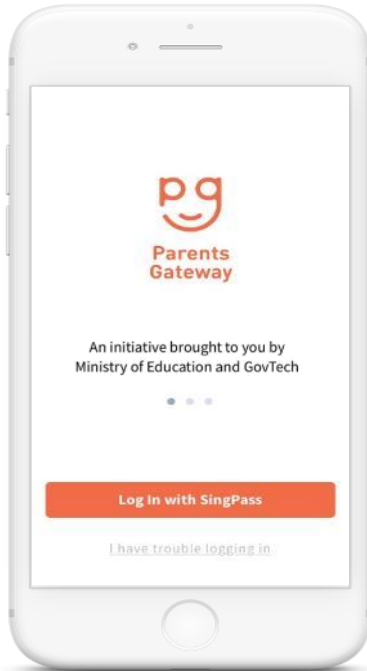 pg
Parents
Gateway
An initiative brought to you by
Ministry of Education and GovTech
Log In with SingPass
I have trouble logging in